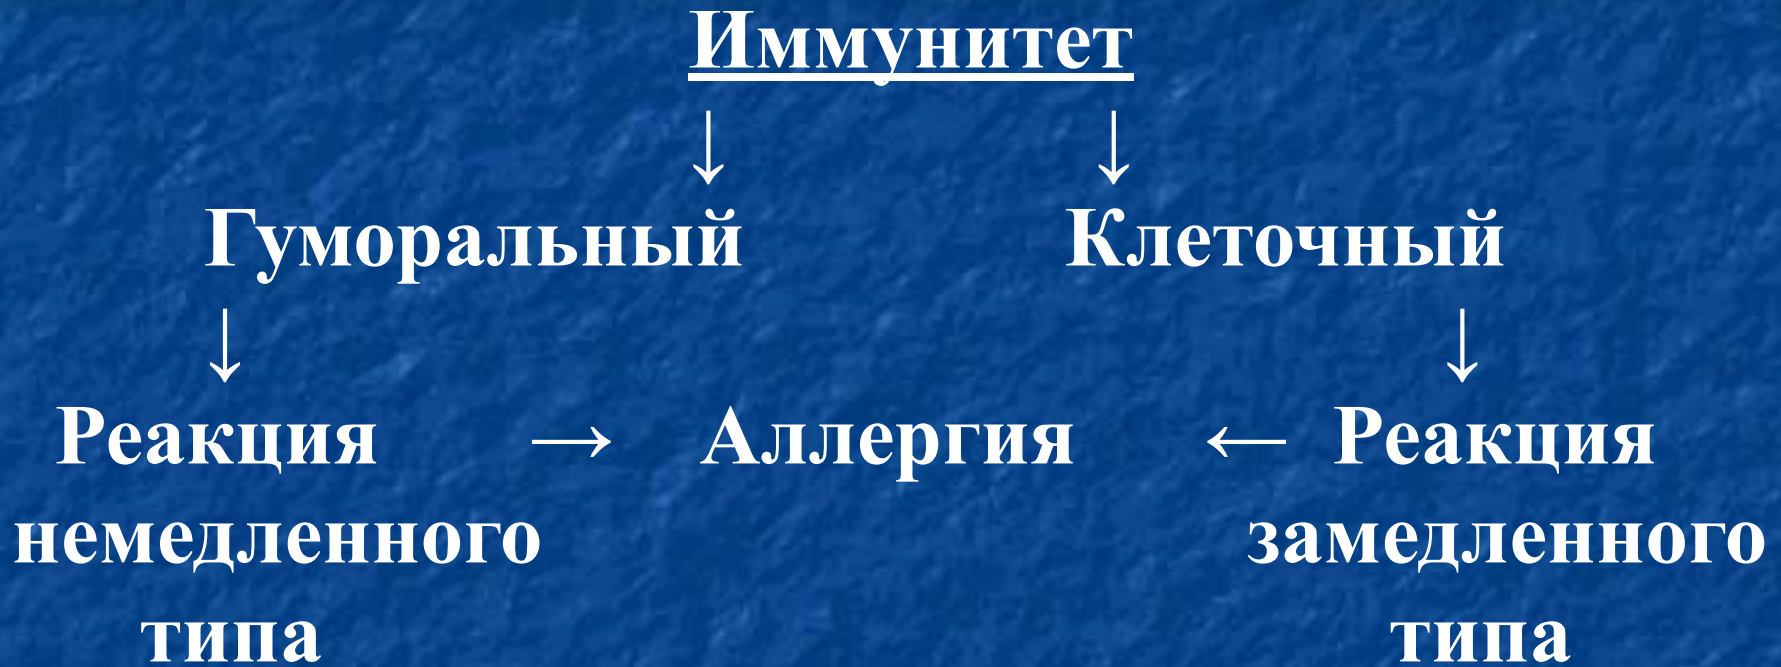 Иммунитет
↓ ↓
Гуморальный Клеточный
↓ ↓
Реакция → Аллергия ← Реакция
немедленного замедленного
типа типа